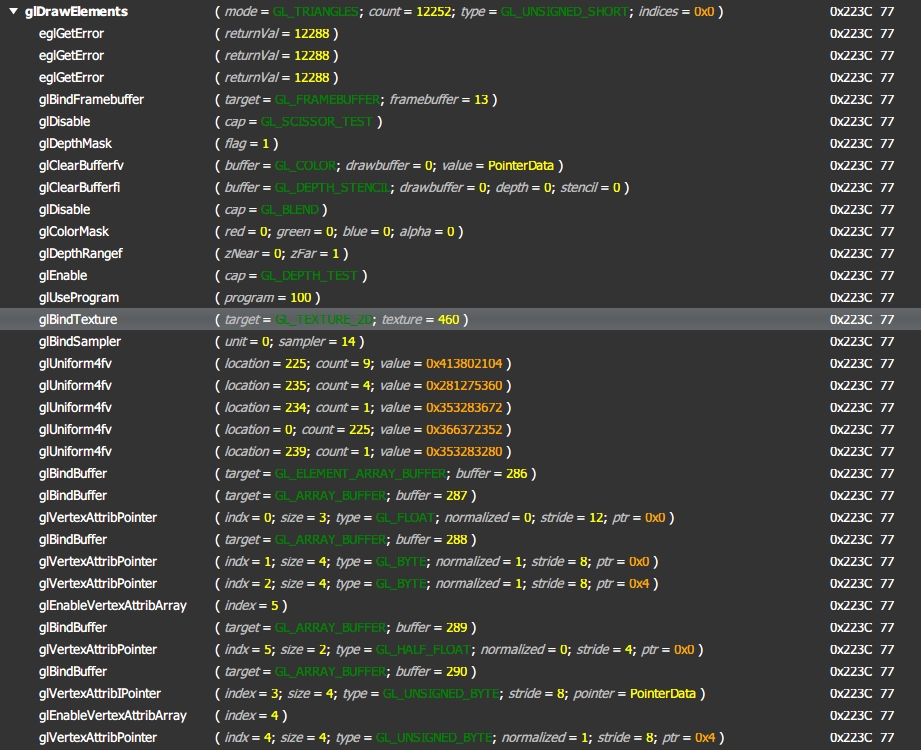 ▼ glDrawElements ( mode = GL_TRIANGLES; count = 12252; type = GL_UNSIGNED_SHORT; indices = 0x0 ) 0x223C 77
eglGetError ( returnVal = 12288 ) 0x223C 77
eglGetError ( returnVal = 12288 ) 0x223C 77
eglGetError ( returnVal = 12288 ) 0x223C 77
glBindFramebuffer ( target = GL_FRAMEBUFFER; framebuffer = 13 ) 0x223C 77
glDisable ( cap = GL_SCISSOR_TEST ) 0x223C 77
glDepthMask ( flag = 1 ) 0x223C 77
glClearBufferfv ( buffer = GL_COLOR; drawbuffer = 0; value = PointerData ) 0x223C 77
glClearBufferfi ( buffer = GL_DEPTH_STENCIL; drawbuffer = 0; depth = 0; stencil = 0 ) 0x223C 77
glDisable ( cap = GL_BLEND ) 0x223C 77
glColorMask ( red = 0; green = 0; blue = 0; alpha = 0 ) 0x223C 77
glDepthRangef ( zNear = 0; zFar = 1 ) 0x223C 77
glEnable ( cap = GL_DEPTH_TEST ) 0x223C 77
glUseProgram ( program = 100 ) 0x223C 77
glBindTexture ( target = GL_TEXTURE_2D; texture = 460 ) 0x223C 77
glBindSampler ( unit = 0; sampler = 14 ) 0x223C 77
glUniform4fv ( location = 225; count = 9; value = 0x413802104 ) 0x223C 77
glUniform4fv ( location = 235; count = 4; value = 0x281275360 ) 0x223C 77
glUniform4fv ( location = 234; count = 1; value = 0x353283672 ) 0x223C 77
glUniform4fv ( location = 0; count = 225; value = 0x366372352 ) 0x223C 77
glUniform4fv ( location = 239; count = 1; value = 0x353283280 ) 0x223C 77
glBindBuffer ( target = GL_ELEMENT_ARRAY_BUFFER; buffer = 286 ) 0x223C 77
glBindBuffer ( target = GL_ARRAY_BUFFER; buffer = 287 ) 0x223C 77
glVertexAttribPointer ( indx = 0; size = 3; type = GL_FLOAT; normalized = 0; stride = 12; ptr = 0x0 ) 0x223C 77
glBindBuffer ( target = GL_ARRAY_BUFFER; buffer = 288 ) 0x223C 77
glVertexAttribPointer ( indx = 1; size = 4; type = GL_BYTE; normalized = 1; stride = 8; ptr = 0x0 ) 0x223C 77
glVertexAttribPointer ( indx = 2; size = 4; type = GL_BYTE; normalized = 1; stride = 8; ptr = 0x4 ) 0x223C 77
glEnableVertexAttribArray ( index = 5 ) 0x223C 77
glBindBuffer ( target = GL_ARRAY_BUFFER; buffer = 289 ) 0x223C 77
glVertexAttribPointer ( indx = 5; size = 2; type = GL_HALF_FLOAT; normalized = 0; stride = 4; ptr = 0x0 ) 0x223C 77
glBindBuffer ( target = GL_ARRAY_BUFFER; buffer = 290 ) 0x223C 77
glVertexAttribIPointer ( index = 3; size = 4; type = GL_UNSIGNED_BYTE; stride = 8; pointer = PointerData ) 0x223C 77
glEnableVertexAttribArray ( index = 4 ) 0x223C 77
glVertexAttribPointer ( indx = 4; size = 4; type = GL_UNSIGNED_BYTE; normalized = 1; stride = 8; ptr = 0x4 ) 0x223C 77